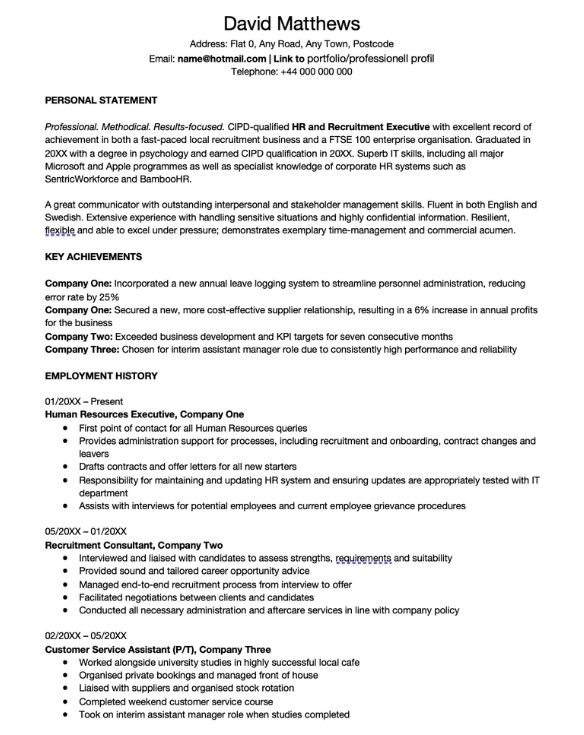 David Matthews
Address: Flat 0, Any Road, Any Town, Postcode
Email: name@hotmail.com | Link to portfolio/professionell profil
Telephone: +44 000 000 000
PERSONAL STATEMENT
Professional. Methodical. Results-focused. CIPD-qualified HR and Recruitment Executive with excellent record of
achievement in both a fast-paced local recruitment business and a FTSE 100 enterprise organisation. Graduated in
20XX with a degree in psychology and earned CIPD qualification in 20XX. Superb IT skills, including all major
Microsoft and Apple programmes as well as specialist knowledge of corporate HR systems such as
SentricWorkforce and BambooHR.
A great communicator with outstanding interpersonal and stakeholder management skills. Fluent in both English and
Swedish. Extensive experience with handling sensitive situations and highly confidential information. Resilient,
flexible and able to excel under pressure; demonstrates exemplary time-management and commercial acumen.
KEY ACHIEVEMENTS
Company One: Incorporated a new annual leave logging system to streamline personnel administration, reducing
error rate by 25%
Company One: Secured a new, more cost-effective supplier relationship, resulting in a 6% increase in annual profits
for the business
Company Two: Exceeded business development and KPI targets for seven consecutive months
Company Three: Chosen for interim assistant manager role due to consistently high performance and reliability
EMPLOYMENT HISTORY
01/20XX – Present
Human Resources Executive, Company One
• First point of contact for all Human Resources queries
• Provides administration support for processes, including recruitment and onboarding, contract changes and
leavers
• Drafts contracts and offer letters for all new starters
• Responsibility for maintaining and updating HR system and ensuring updates are appropriately tested with IT
department
• Assists with interviews for potential employees and current employee grievance procedures
05/20XX – 01/20XX
Recruitment Consultant, Company Two
• Interviewed and liaised with candidates to assess strengths, requirements and suitability
• Provided sound and tailored career opportunity advice
• Managed end-to-end recruitment process from interview to offer
• Facilitated negotiations between clients and candidates
• Conducted all necessary administration and aftercare services in line with company policy
02/20XX – 05/20XX
Customer Service Assistant (P/T), Company Three
• Worked alongside university studies in highly successful local cafe
• Organised private bookings and managed front of house
• Liaised with suppliers and organised stock rotation
• Completed weekend customer service course
• Took on interim assistant manager role when studies completed